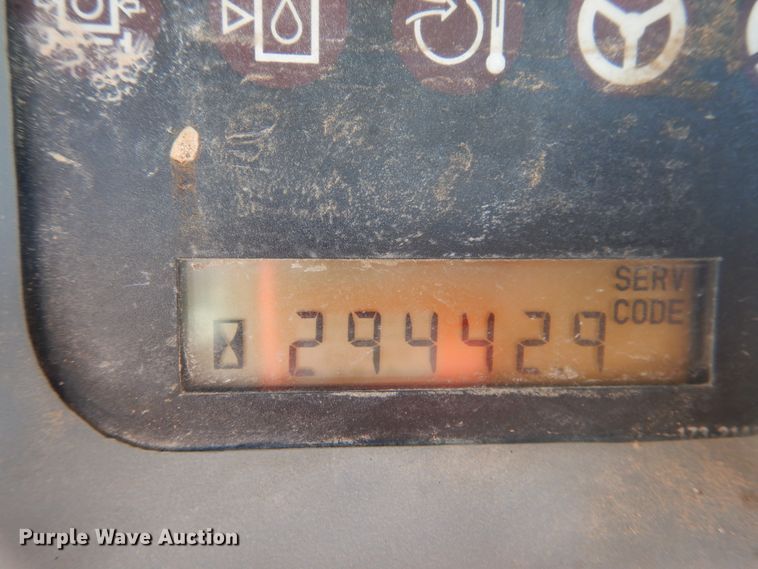 SERV
CODE
294429
Purple Wave Auction